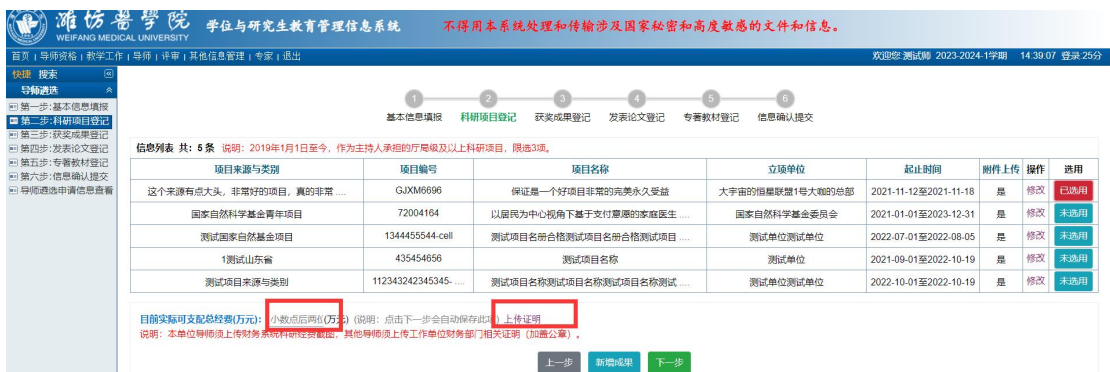 潍坊醫學院 学位与研究生教育管理信息系统 不得用本系统处理和传输涉及国家秘密和高度敏感的文件和信息。
WEIFANG MEDICAL UNIVERSITY
首页 | 导师资格 | 教学工作 | 导师 | 评审 | 其他信息管理 | 专家 | 退出 欢迎您:测试师 2023-2024-1学期 14:39:07 登录:25分
快捷 搜索
导师遴选
第一步:基本信息填报
第二步:科研项目登记
第三步:获奖成果登记
第四步:发表论文登记
第五步:专著教材登记
第六步:信息确认提交
导师遴选申请信息查看
1 2 3 4 5 6
基本信息填报 科研项目登记 获奖成果登记 发表论文登记 专著教材登记 信息确认提交
信息列表 共: 5 条 说明: 2019年1月1日至今, 作为主持人承担的厅局级及以上科研项目, 限选3项。
项目来源与类别 项目编号 项目名称 立项单位 起止时间 附件上传 操作 选用
这个来源有点大头, 非常好的项目, 真的非常 .... GJXM6696 保证是一个好项目非常的完美永久受益 大宇宙的恒星联盟1号大咖的总部 2021-11-12至2021-11-18 是 修改 已选用
国家自然科学基金青年项目 72004164 以居民为中心视角下基于支付意愿的家庭医生 .... 国家自然科学基金委员会 2021-01-01至2023-12-31 是 修改 未选用
测试国家自然基金项目 1344455544-cell 测试项目名册合格测试项目名册合格测试项目 .... 测试单位测试单位 2022-07-01至2022-08-05 是 修改 未选用
1测试山东省 435454656 测试项目名称 测试单位 2021-09-01至2022-10-19 是 修改 未选用
测试项目来源与类别 112343242345345- .... 测试项目名称测试项目名称测试项目名称测试 .... 测试单位测试单位 2022-10-01至2022-10-19 是 修改 未选用
目前实际可支配总经费(万元): 小数点后两位(万元) (说明: 点击下一步会自动保存此项) 上传证明
说明: 本单位导师须上传财务系统科研经费截图, 其他导师须上传工作单位财务部门相关证明 (加盖公章) 。
上一步 新增成果 下一步